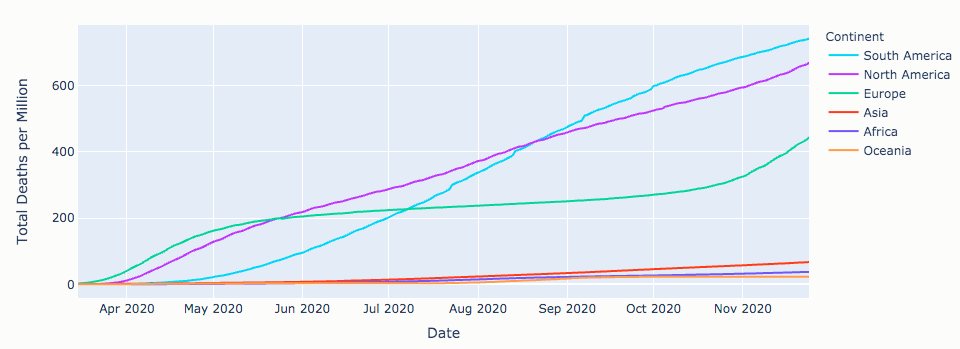 Total Deaths per Million
600
400
200
0
Apr 2020
May 2020
Jun 2020
Jul 2020
Aug 2020
Sep 2020
Oct 2020
Nov 2020
Date
Continent
South America
North America
Europe
Asia
Africa
Oceania